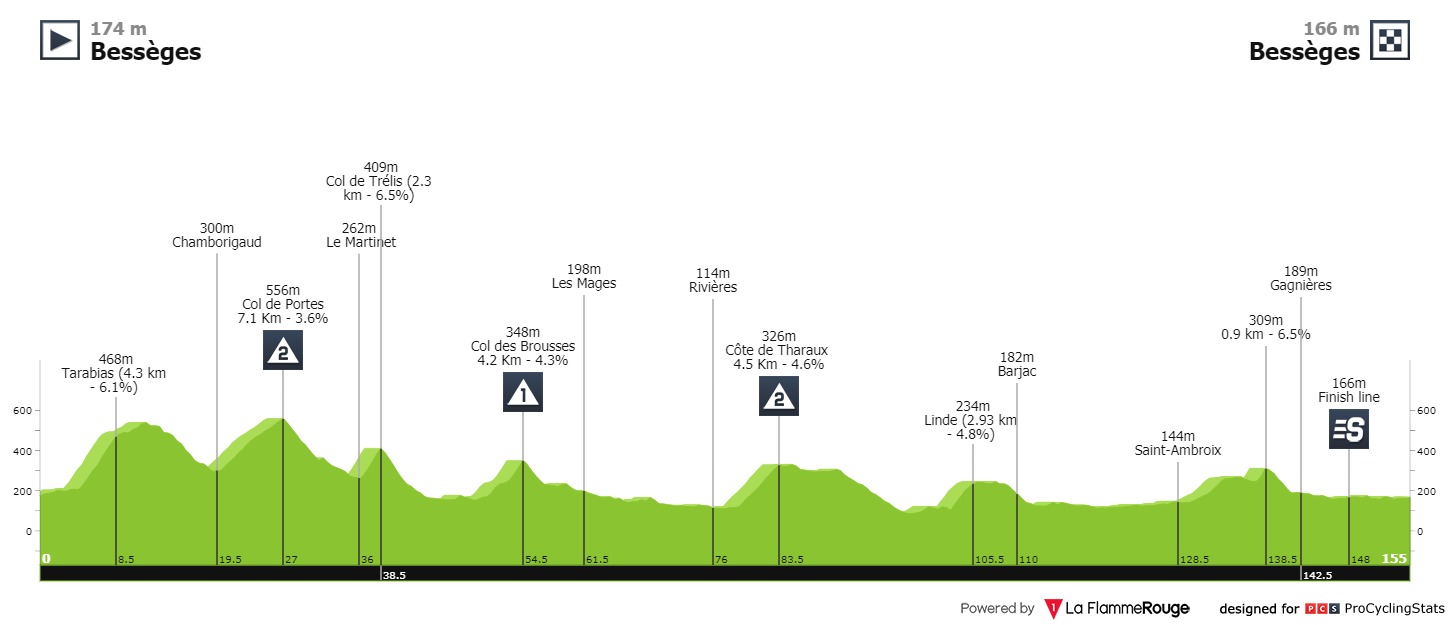 174 m
Bessèges
166 m
Bessèges
409m
Col de Trélis (2.3
km - 6.5%)
300m
Chamborigaud
262m
Le Martinet
556m
Col de Portes
7.1 Km - 3.6%
2
468m
Tarabias (4.3 km
- 6.1%)
348m
Col des Brousses
4.2 Km - 4.3%
1
198m
Les Mages
114m
Rivières
326m
Côte de Tharaux
4.5 Km - 4.6%
2
234m
Linde (2.93 km
- 4.8%)
182m
Barjac
144m
Saint-Ambroix
309m
0.9 km - 6.5%
189m
Gagnières
166m
Finish line
S
600
400
200
0
600
400
200
0
0
8.5
19.5
27
36
54.5
61.5
76
83.5
105.5
110
128.5
138.5
148
155
38.5
142.5
Powered by
1
La FlammeRouge
designed for
PCS
ProCyclingStats